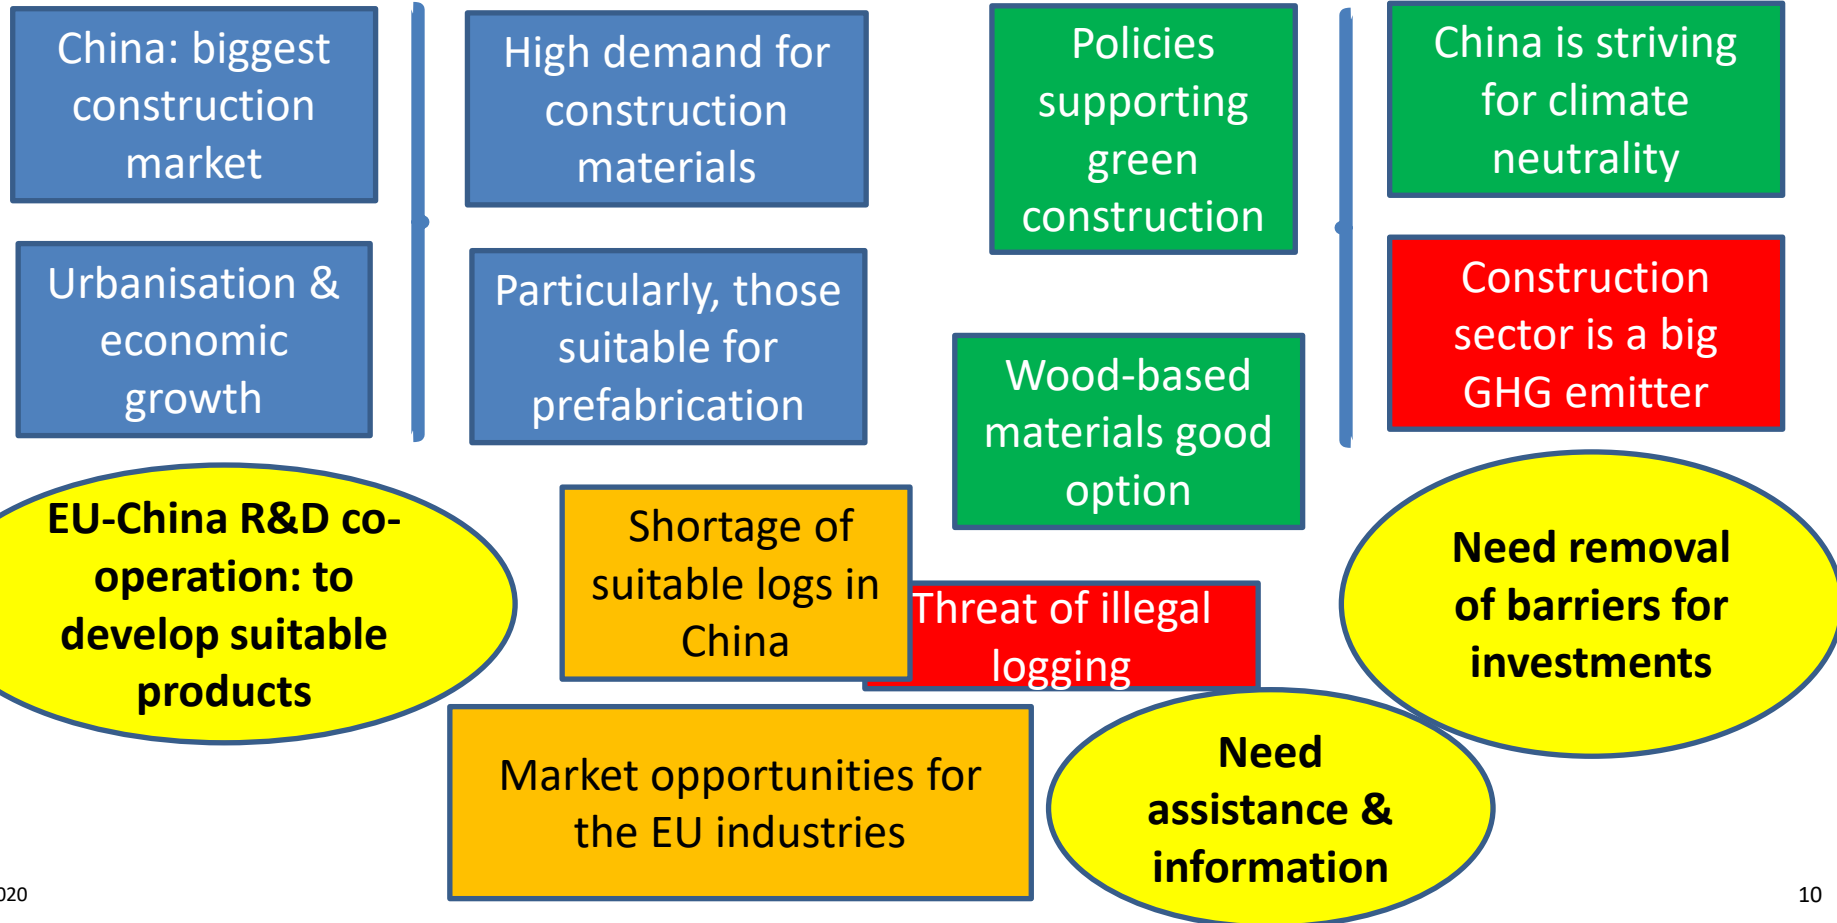 China: biggest
construction
market
High demand for
construction
materials
Policies
supporting
green
construction
China is striving
for climate
neutrality
Urbanisation &
economic
growth
Particularly, those
suitable for
prefabrication
Wood-based
materials good
option
Construction
sector is a big
GHG emitter
EU-China R&D co-
operation: to
develop suitable
products
Shortage of
suitable logs in
China
Threat of illegal
logging
Need removal
of barriers for
investments
Market opportunities for
the EU industries
Need
assistance &
information
020
10